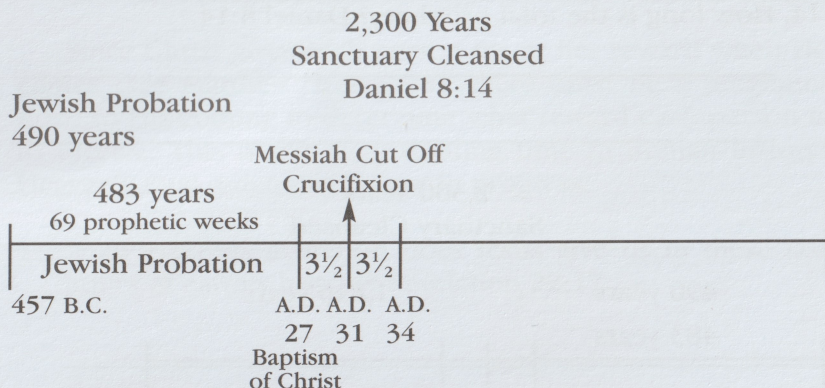 2,300 Years
Sanctuary Cleansed
Daniel 8:14
Jewish Probation
490 years
Messiah Cut Off
Crucifixion
483 years
69 prophetic weeks
Jewish Probation
3½
3½
457 B.C.
A.D. A.D. A.D.
27 31 34
Baptism
of Christ